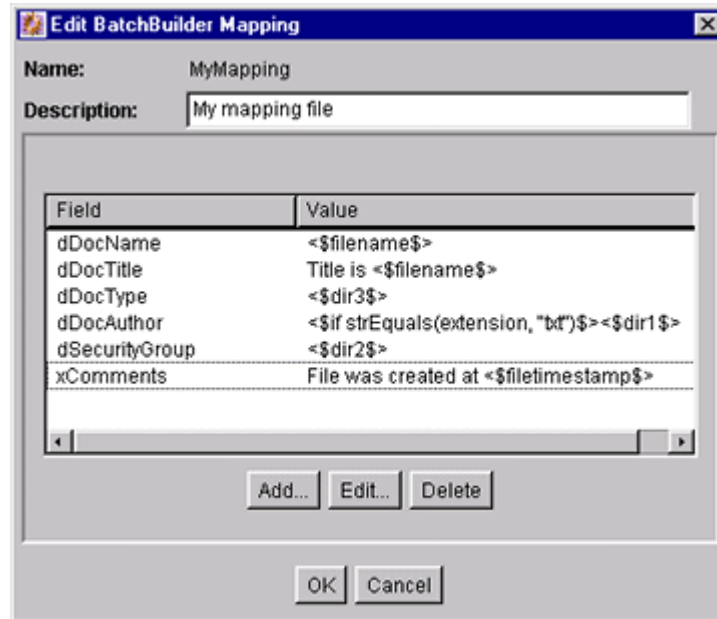 Edit BatchBuilder Mapping
Name: MyMapping
Description: My mapping file
Field Value
dDocName <$filename$>
dDocTitle Title is <$filename$>
dDocType <$dir3$>
dDocAuthor <$if strEquals(extension, "txt")$><$dir1$>
dSecurityGroup <$dir2$>
xComments File was created at <$filetimestamp$>
Add... Edit... Delete
OK Cancel